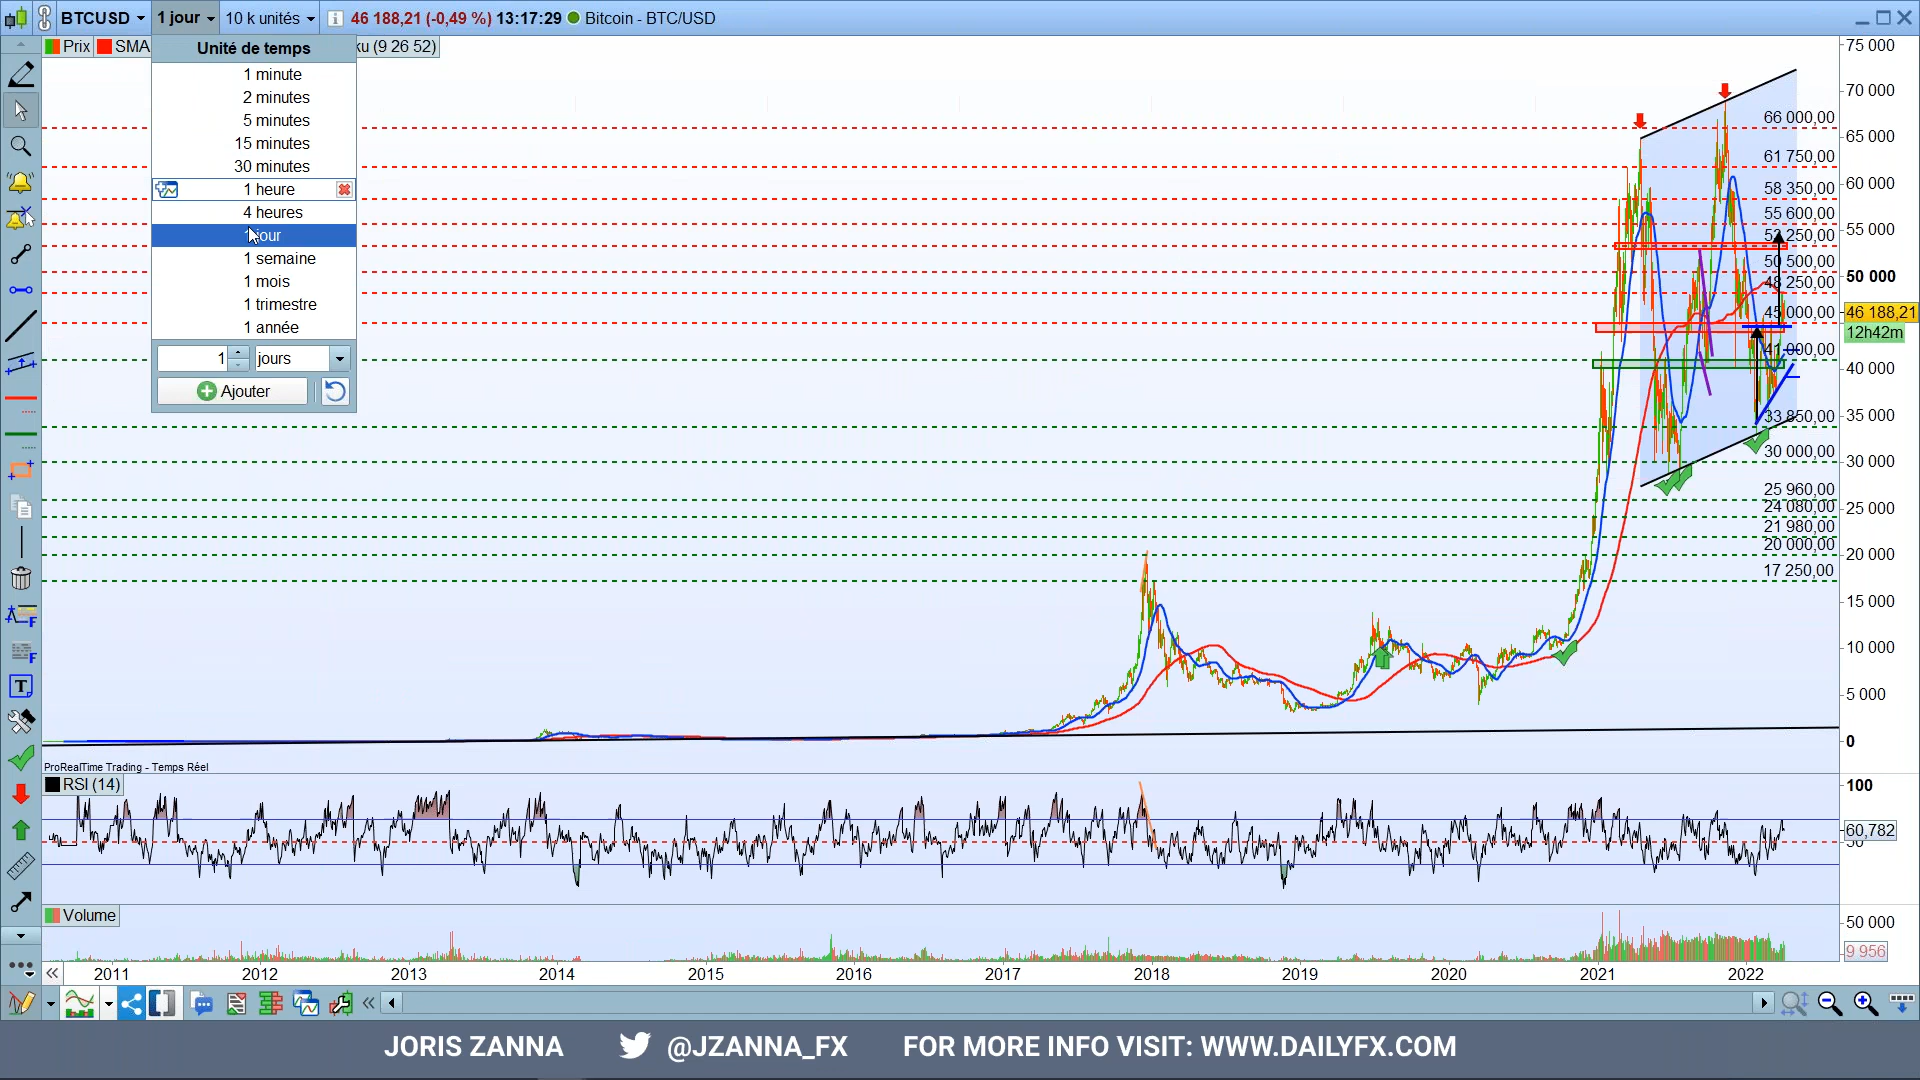 BTCUSD 1 jour 10 k unités 46 188,21 (-0,49 %) 13:17:29 Bitcoin - BTC/USD
Prix SMA ku (9 26 52)
Unité de temps
1 minute
2 minutes
5 minutes
15 minutes
30 minutes
1 heure
4 heures
jour
1 semaine
1 mois
1 trimestre
1 année
1 jours
Ajouter
75 000
70 000
65 000
60 000
55 000
50 000
46 188,21
12h42m
40 000
35 000
30 000
25 000
20 000
15 000
10 000
5 000
0
66 000,00
61 750,00
58 350,00
55 600,00
50 500,00
48 250,00
45 000,00
33 850,00
30 000,00
25 960,00
24 080,00
21 980,00
20 000,00
17 250,00
ProRealTime Trading - Temps Réel
RSI (14)
100
60,782
50
Volume
50 000
9 956
2011 2012 2013 2014 2015 2016 2017 2018 2019 2020 2021 2022
JORIS ZANNA @JZANNA_FX FOR MORE INFO VISIT: WWW.DAILYFX.COM